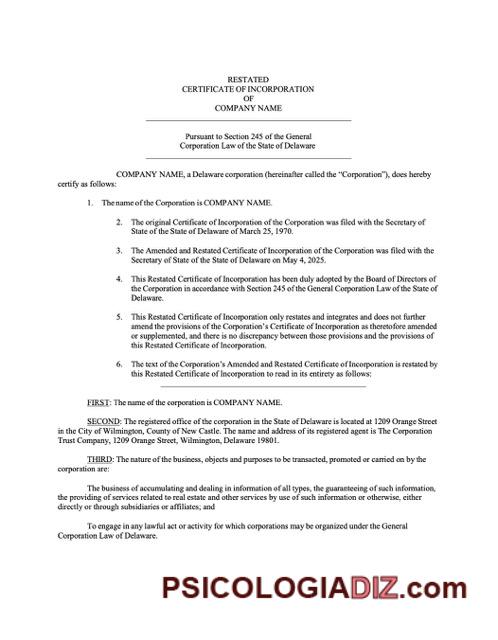 RESTATED
CERTIFICATE OF INCORPORATION
OF
COMPANY NAME
Pursuant to Section 245 of the General
Corporation Law of the State of Delaware
COMPANY NAME, a Delaware corporation (hereinafter called the “Corporation”), does hereby
certify as follows:
1. The name of the Corporation is COMPANY NAME.
2. The original Certificate of Incorporation of the Corporation was filed with the Secretary of
State of the State of Delaware of March 25, 1970.
3. The Amended and Restated Certificate of Incorporation of the Corporation was filed with the
Secretary of State of the State of Delaware on May 4, 2025.
4. This Restated Certificate of Incorporation has been duly adopted by the Board of Directors of
the Corporation in accordance with Section 245 of the General Corporation Law of the State of
Delaware.
5. This Restated Certificate of Incorporation only restates and integrates and does not further
amend the provisions of the Corporation’s Certificate of Incorporation as theretofore amended
or supplemented, and there is no discrepancy between those provisions and the provisions of
this Restated Certificate of Incorporation.
6. The text of the Corporation’s Amended and Restated Certificate of Incorporation is restated by
this Restated Certificate of Incorporation to read in its entirety as follows:
FIRST: The name of the corporation is COMPANY NAME.
SECOND: The registered office of the corporation in the State of Delaware is located at 1209 Orange Street
in the City of Wilmington, County of New Castle. The name and address of its registered agent is The Corporation
Trust Company, 1209 Orange Street, Wilmington, Delaware 19801.
THIRD: The nature of the business, objects and purposes to be transacted, promoted or carried on by the
corporation are:
The business of accumulating and dealing in information of all types, the guaranteeing of such information,
the providing of services related to real estate and other services by use of such information or otherwise, either
directly or through subsidiaries or affiliates; and
To engage in any lawful act or activity for which corporations may be organized under the General
Corporation Law of Delaware.
PSICOLOGIADIZ.com